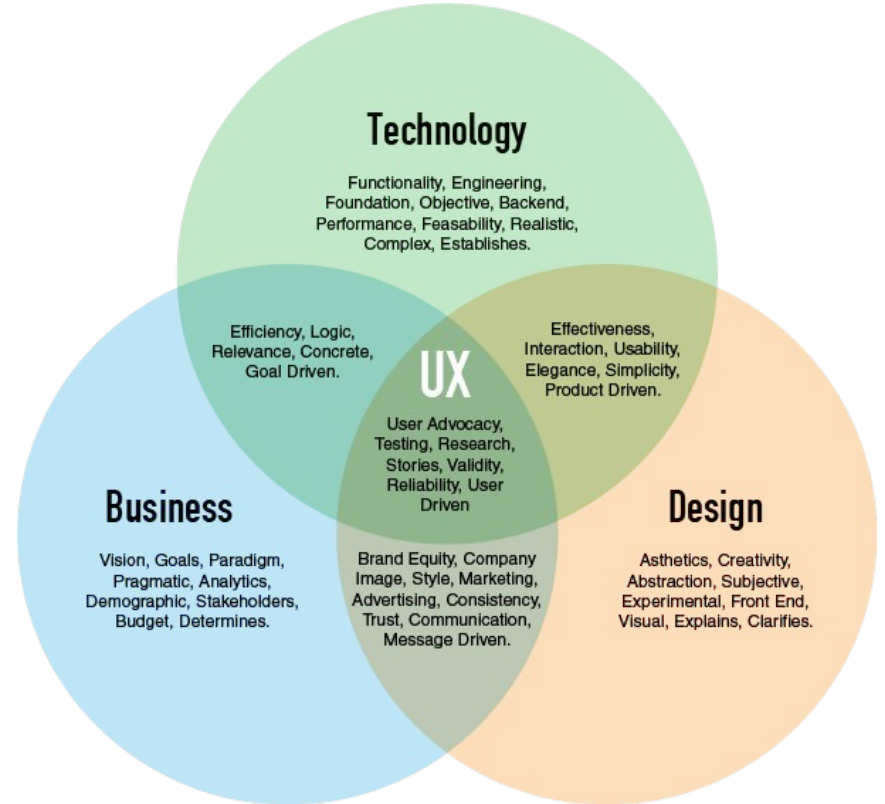 Technology
Functionality, Engineering,
Foundation, Objective, Backend,
Performance, Feasability, Realistic,
Complex, Establishes.
Efficiency, Logic,
Relevance, Concrete,
Goal Driven.
Effectiveness,
Interaction, Usability,
Elegance, Simplicity,
Product Driven.
UX
User Advocacy,
Testing, Research,
Stories, Validity,
Reliability, User
Driven
Business
Vision, Goals, Paradigm,
Pragmatic, Analytics,
Demographic, Stakeholders,
Budget, Determines.
Brand Equity, Company
Image, Style, Marketing,
Advertising, Consistency,
Trust, Communication,
Message Driven.
Design
Asthetics, Creativity,
Abstraction, Subjective,
Experimental, Front End,
Visual, Explains, Clarifies.